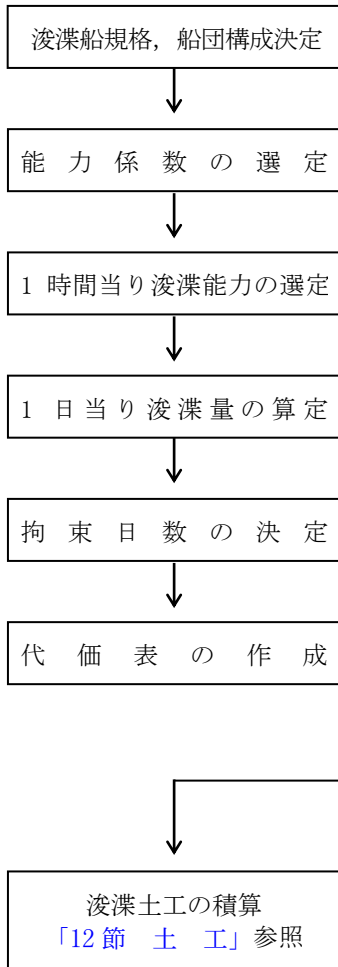 浚渫船規格，船団構成決定
能力係数の選定
1 時間当り浚渫能力の選定
1 日当り浚渫量の算定
拘束日数の決定
代価表の作成
浚渫土工の積算
「12 節　土　工」参照